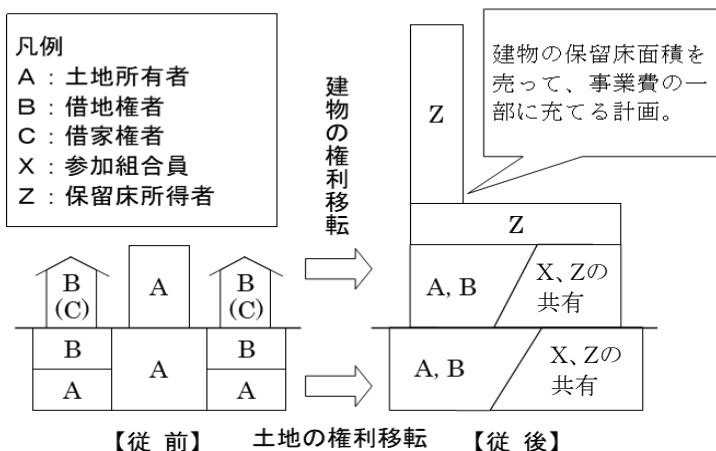 凡例
A : 土地所有者
B : 借地権者
C : 借家権者
X : 参加組合員
Z : 保留床所得者
建物の権利移転
建物の保留床面積を
売って、事業費の一
部に充てる計画。
Z
Z
B
(C)
A
B
(C)
A, B
X、Zの
共有
B
A
A
B
A
A, B
X、Zの
共有
【従 前】
土地の権利移転
【従 後】